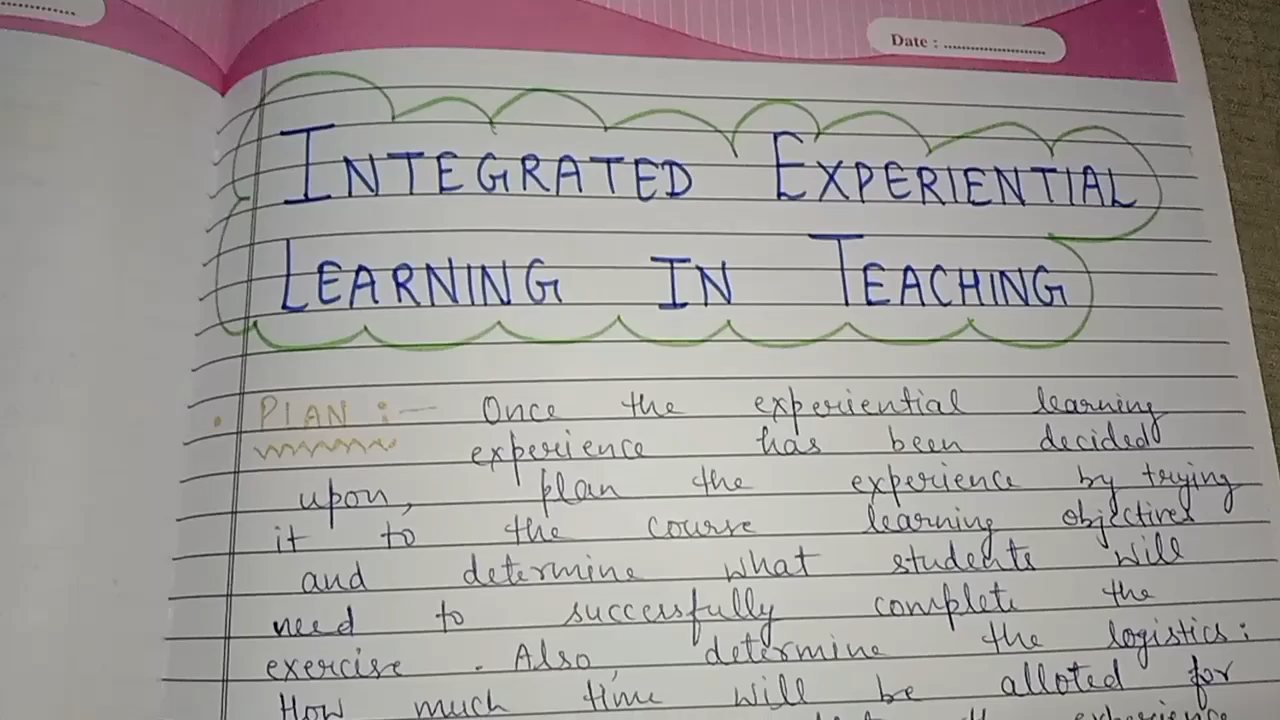 Date :
INTEGRATED EXPERIENTIAL
LEARNING IN TEACHING
• PLAN :- Once the experiential learning
experience has been decided
upon, plan the experience by trying
it to the course learning objectives
and determine what students will
need to successfully complete the
exercise. Also, determine the logistics:
How much time will be alloted for
experience